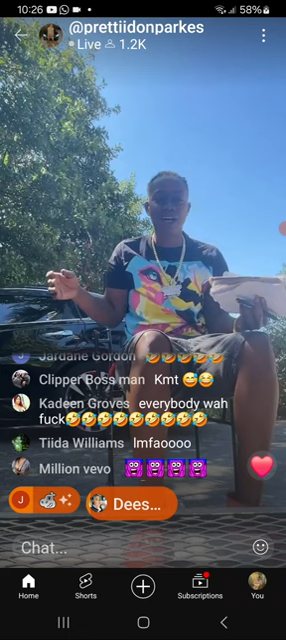 10:26 58%
@prettiidonparkes
Live 1.2K
Jardane Gordon 🤣🤣🤣🤣🤣
Clipper Boss man Kmt 😅😂
Kadeen Groves everybody wah
fuck🤣🤣🤣🤣🤣🤣🤣🤣🤣
Tiida Williams lmfaoooo
Million vevo
J Dees...
Chat...
Home Shorts Subscriptions You